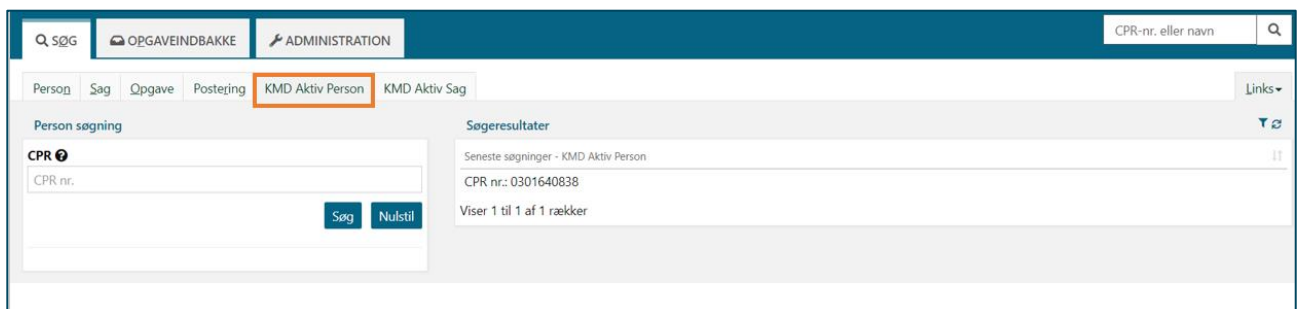 SØG OPGAVEINDBAKKE ADMINISTRATION CPR-nr. eller navn
Person Sag Opgave Postering KMD Aktiv Person KMD Aktiv Sag Links
Person søgning
CPR
CPR nr.
Søg Nulstil
Søgeresultater
Seneste søgninger - KMD Aktiv Person
CPR nr.: 0301640838
Viser 1 til 1 af 1 rækker